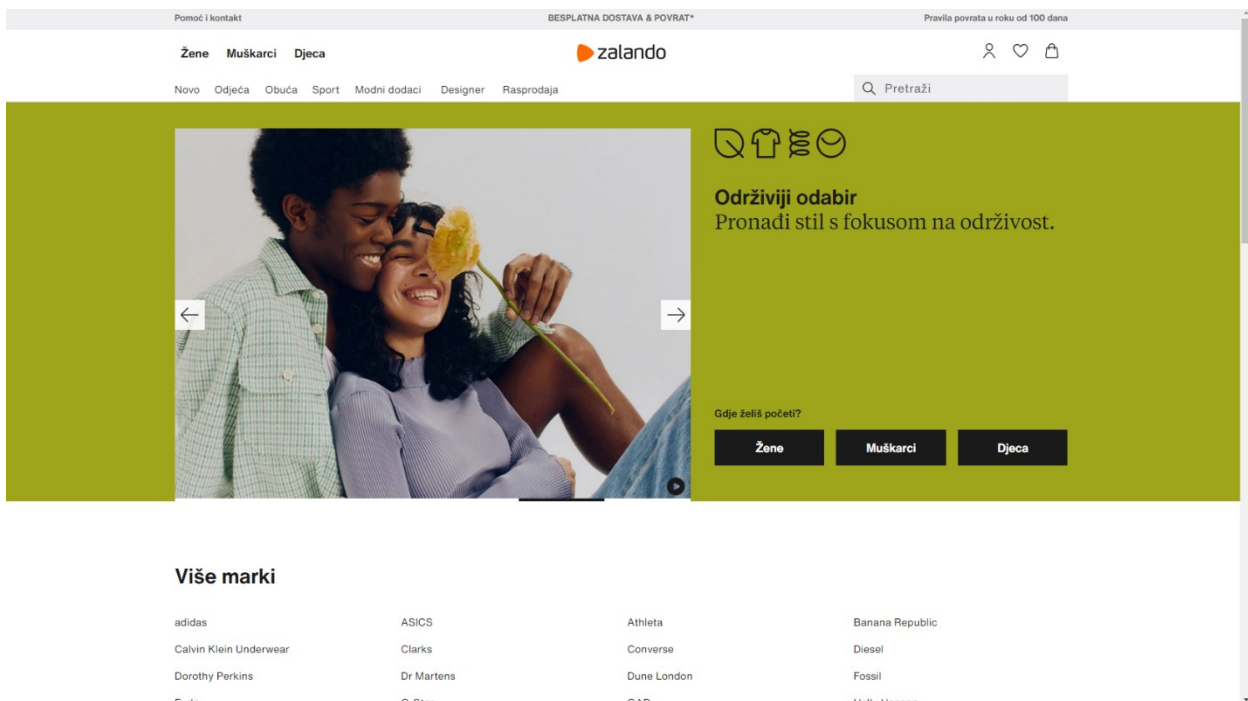 Pomoć i kontakt
BESPLATNA DOSTAVA & POVRAT*
Pravila povrata u roku od 100 dana
Žene Muškarci Djeca
zalando
Novo Odjeća Obuća Sport Modni dodaci Designer Rasprodaja
Pretraži
Održiviji odabir
Pronađi stil s fokusom na održivost.
Gdje želiš početi?
Žene Muškarci Djeca
Više marki
adidas ASICS Athleta Banana Republic
Calvin Klein Underwear Clarks Converse Diesel
Dorothy Perkins Dr Martens Dune London Fossil